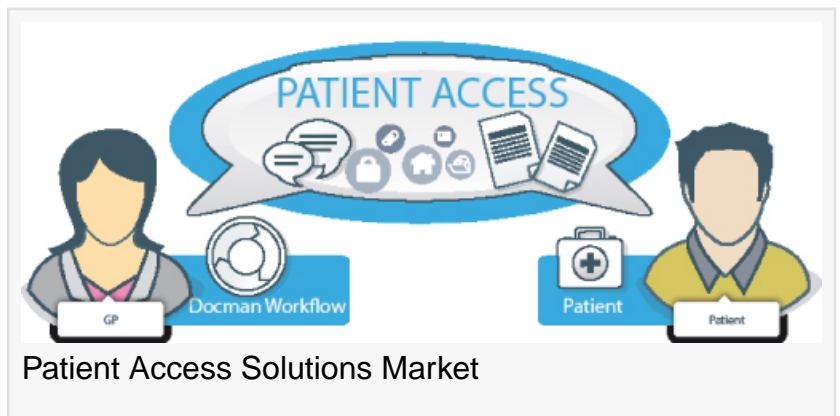 PATIENT ACCESS
Docman Workflow
Patient
GP
Patient
Patient Access Solutions Market